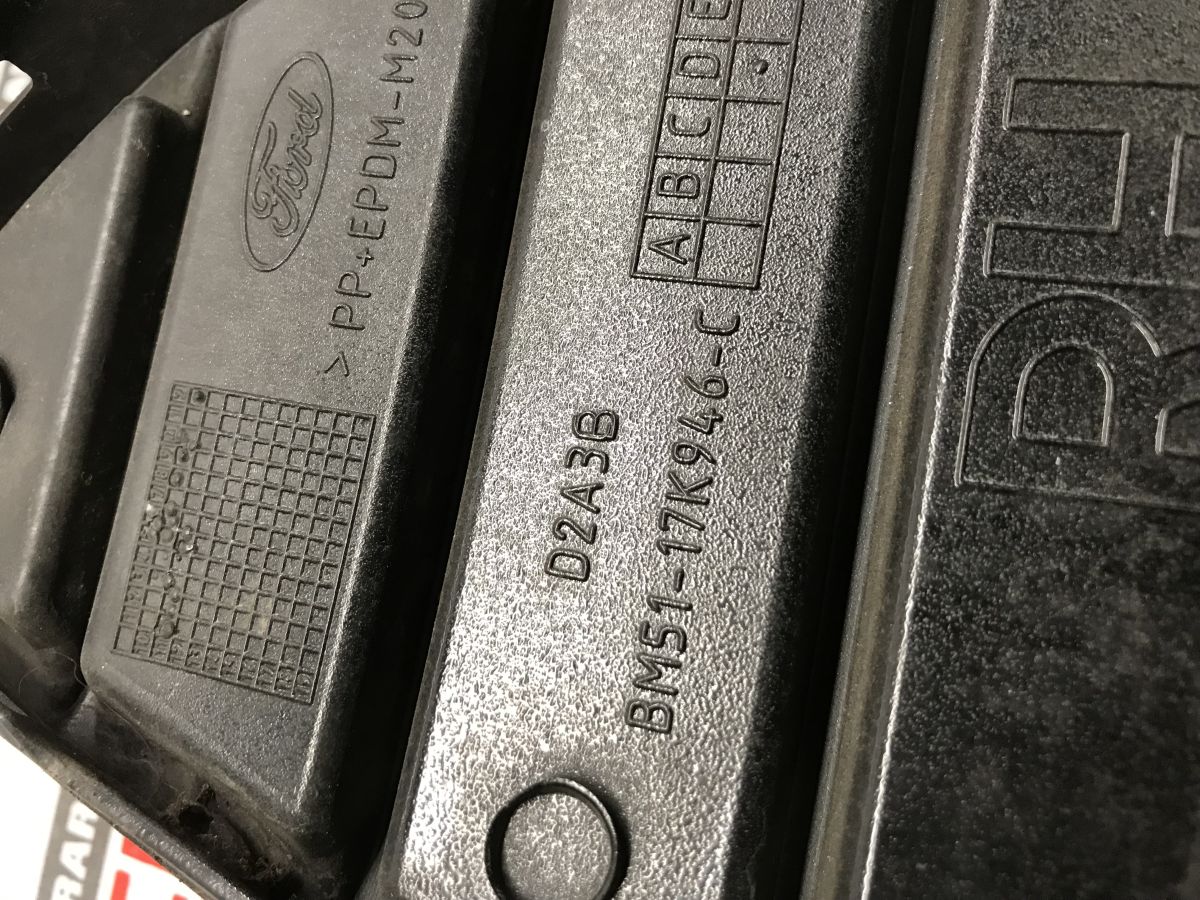 Ford
>PP+EPDM-M20
A B C D E
D2A3B
BM51-17K946-C
RH